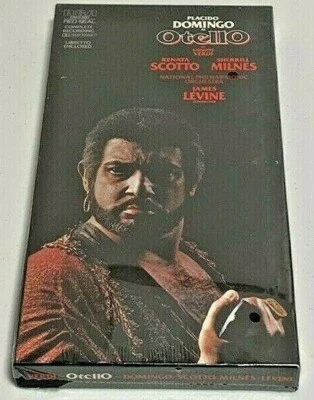 RED SEAL
COMPLETE
RECORDING
LIBRETTO
ENCLOSED
PLACIDO
DOMINGO
OtellO
VERDI
RENATA SHERRILL
SCOTTO MILNES
NATIONAL PHILHARMONIC
ORCHESTRA
JAMES
LEVINE
VERDI OtellO DOMINGO·SCOTTO·MILNES·LEVINE